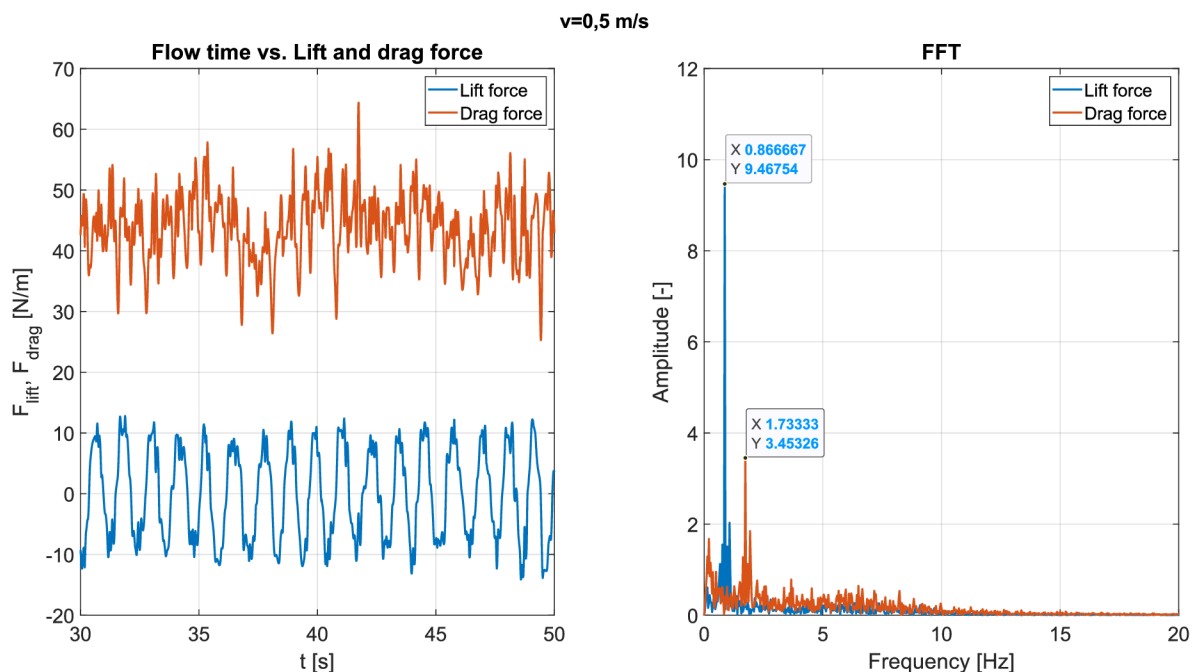 v=0,5 m/s
Flow time vs. Lift and drag force
70
60
50
40
30
20
10
0
-10
-20
30
35
40
45
50
F_lift, F_drag [N/m]
t [s]
Lift force
Drag force
FFT
12
10
8
6
4
2
0
0
5
10
15
20
Amplitude [-]
Frequency [Hz]
Lift force
Drag force
X 0.866667
Y 9.46754
X 1.73333
Y 3.45326